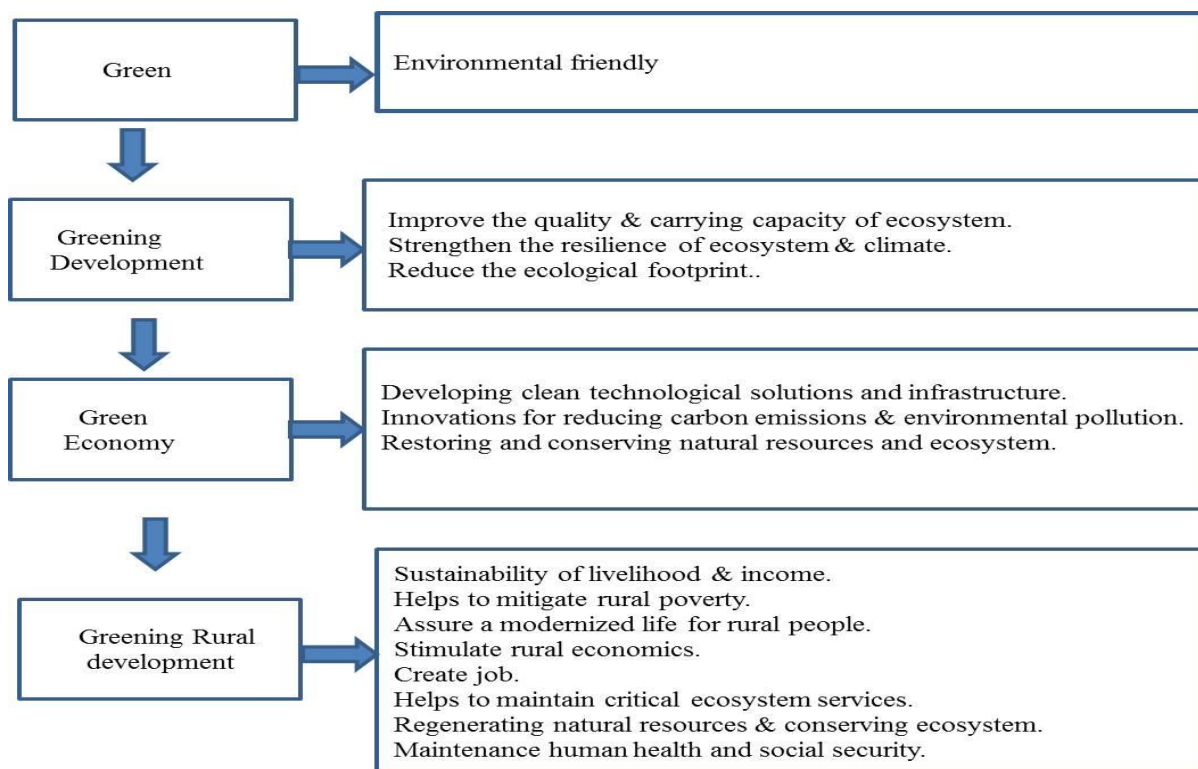 Green
Environmental friendly
Greening
Development
Improve the quality & carrying capacity of ecosystem.
Strengthen the resilience of ecosystem & climate.
Reduce the ecological footprint..
Green
Economy
Developing clean technological solutions and infrastructure.
Innovations for reducing carbon emissions & environmental pollution.
Restoring and conserving natural resources and ecosystem.
Greening Rural
development
Sustainability of livelihood & income.
Helps to mitigate rural poverty.
Assure a modernized life for rural people.
Stimulate rural economics.
Create job.
Helps to maintain critical ecosystem services.
Regenerating natural resources & conserving ecosystem.
Maintenance human health and social security.